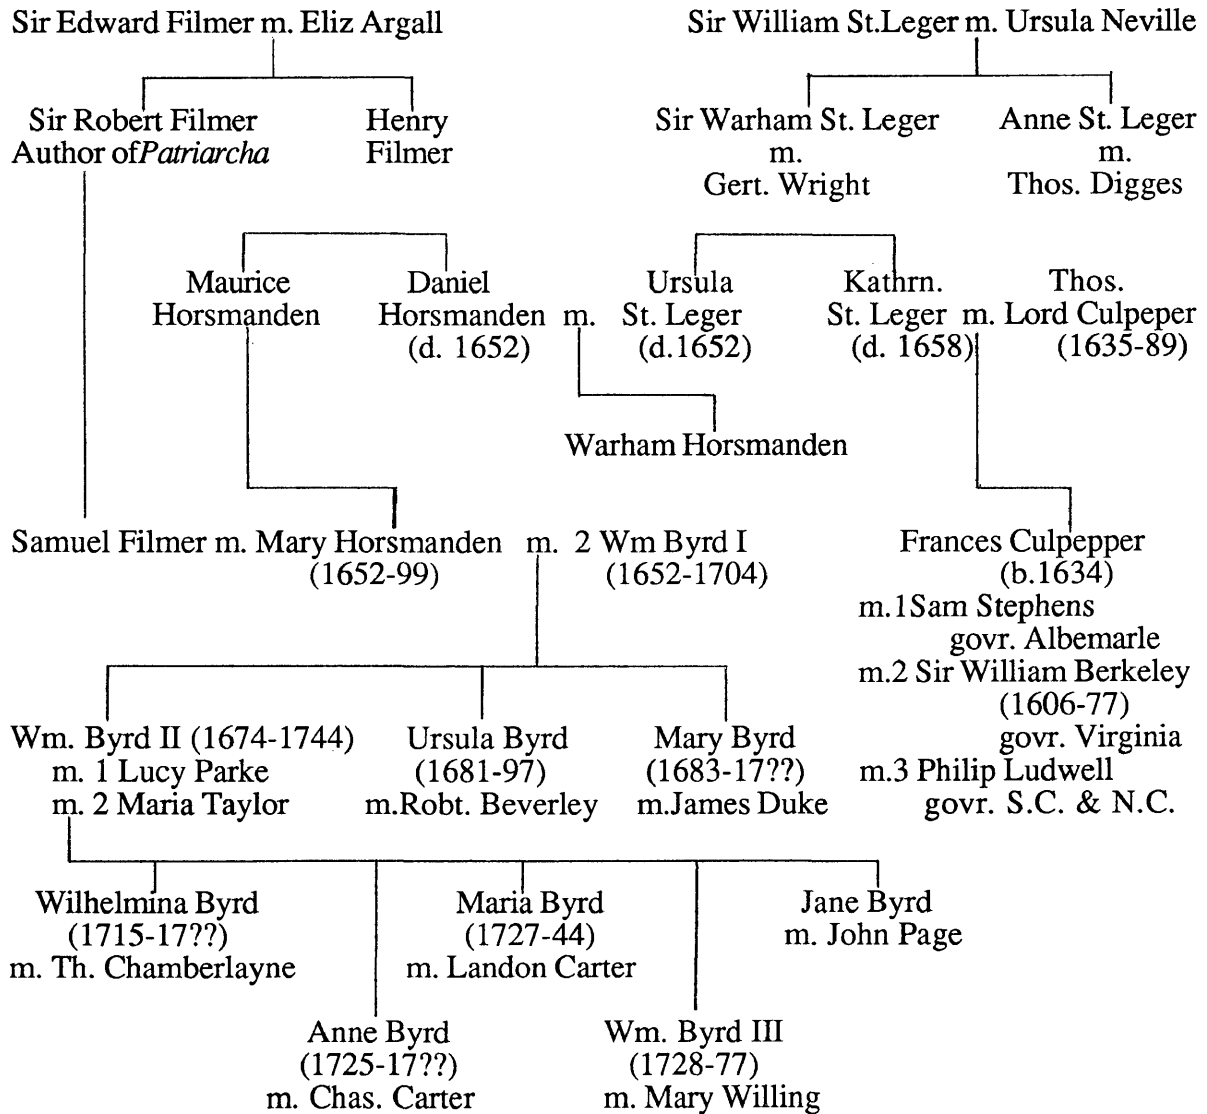 Sir Edward Filmer m. Eliz Argall
Sir William St.Leger m. Ursula Neville
Sir Robert Filmer
Author of Patriarcha
Henry
Filmer
Sir Warham St. Leger
m.
Gert. Wright
Anne St. Leger
m.
Thos. Digges
Maurice
Horsmanden
Daniel
Horsmanden m.
(d. 1652)
Ursula
St. Leger
(d.1652)
Kathrn.
St. Leger m.
(d. 1658)
Thos.
Lord Culpeper
(1635-89)
Warham Horsmanden
Samuel Filmer m. Mary Horsmanden m. 2 Wm Byrd I
(1652-99)
(1652-1704)
Frances Culpepper
(b.1634)
m.1Sam Stephens
govr. Albemarle
m.2 Sir William Berkeley
(1606-77)
govr. Virginia
m.3 Philip Ludwell
govr. S.C. & N.C.
Wm. Byrd II (1674-1744)
m. 1 Lucy Parke
m. 2 Maria Taylor
Ursula Byrd
(1681-97)
m.Robt. Beverley
Mary Byrd
(1683-17??)
m.James Duke
Wilhelmina Byrd
(1715-17??)
m. Th. Chamberlayne
Maria Byrd
(1727-44)
m. Landon Carter
Jane Byrd
m. John Page
Anne Byrd
(1725-17??)
m. Chas. Carter
Wm. Byrd III
(1728-77)
m. Mary Willing